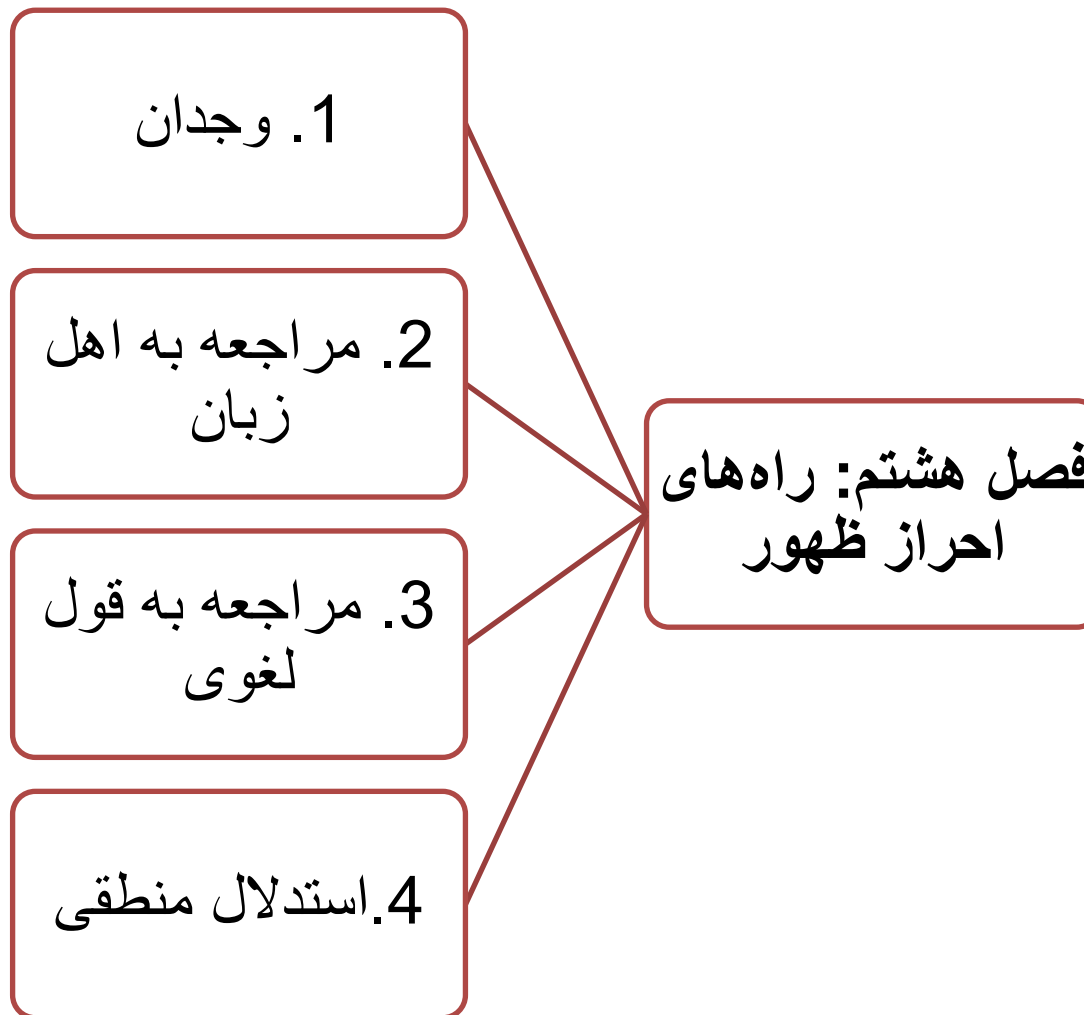 فصل هشتم: راه‌های
احراز ظهور
1. وجدان
2. مراجعه به اهل
زبان
3. مراجعه به قول
لغوی
4.استدلال منطقی